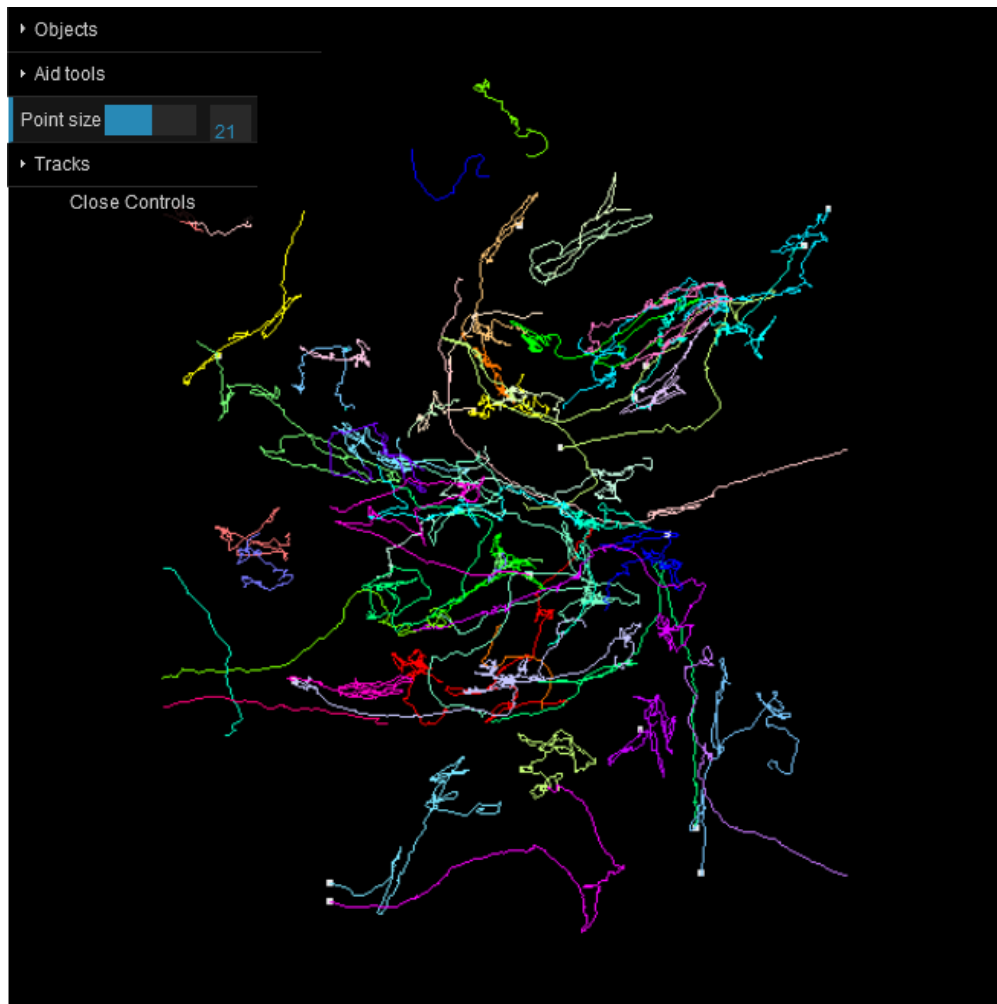 Objects
Aid tools
Point size 21
Tracks
Close Controls